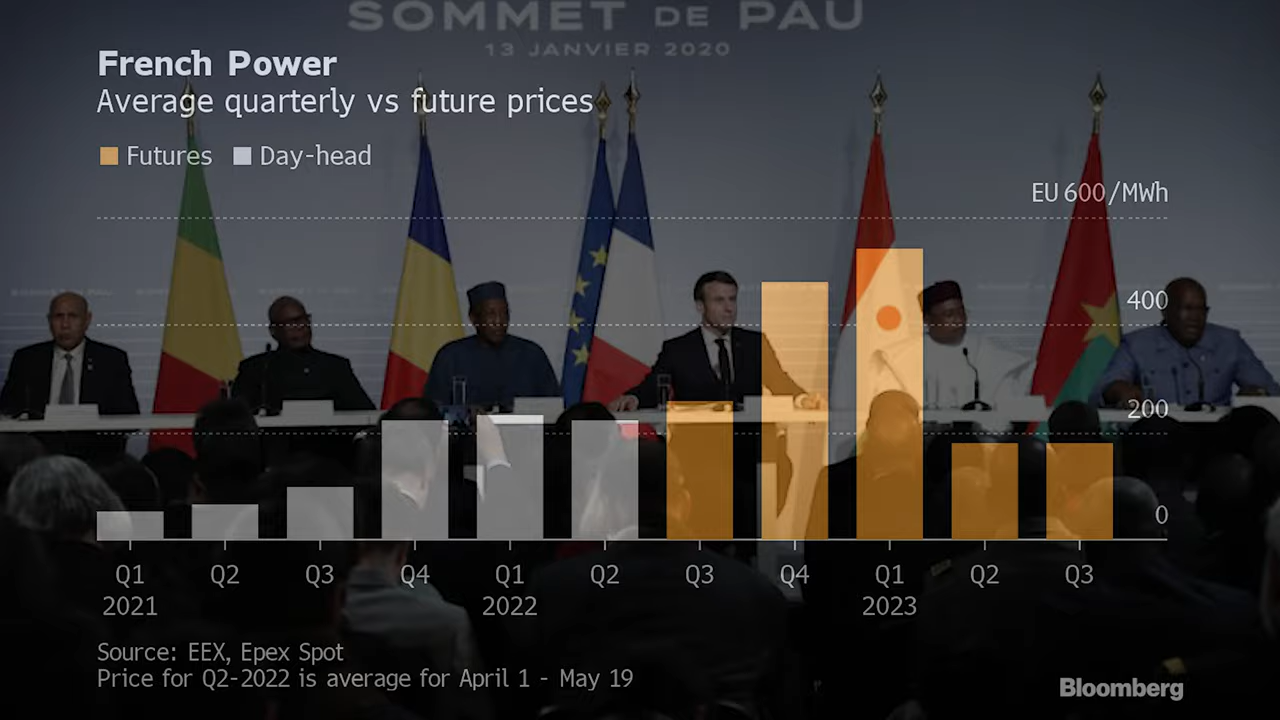 SOMMET DE PAU
13 JANVIER 2020
French Power
Average quarterly vs future prices
Futures Day-head
EU 600/MWh
400
200
0
Q1 Q2 Q3 Q4 Q1 Q2 Q3 Q4 Q1 Q2 Q3
2021 2022 2023
Source: EEX, Epex Spot
Price for Q2-2022 is average for April 1 - May 19
Bloomberg